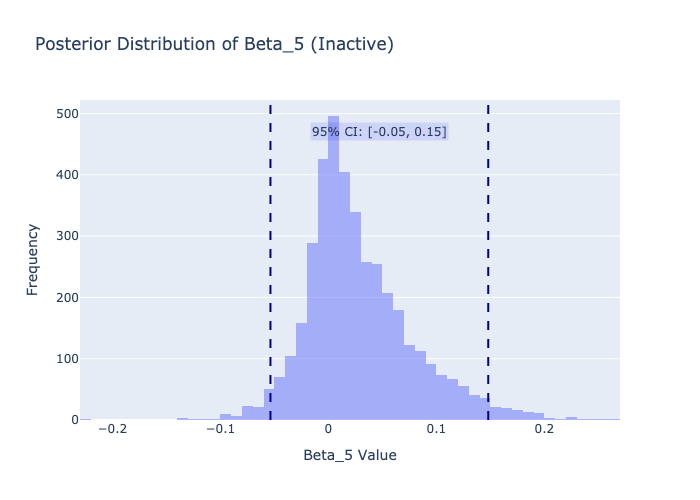 Posterior Distribution of Beta_5 (Inactive)
95% CI: [-0.05, 0.15]
500
400
300
200
100
0
Frequency
−0.2
−0.1
0
0.1
0.2
Beta_5 Value